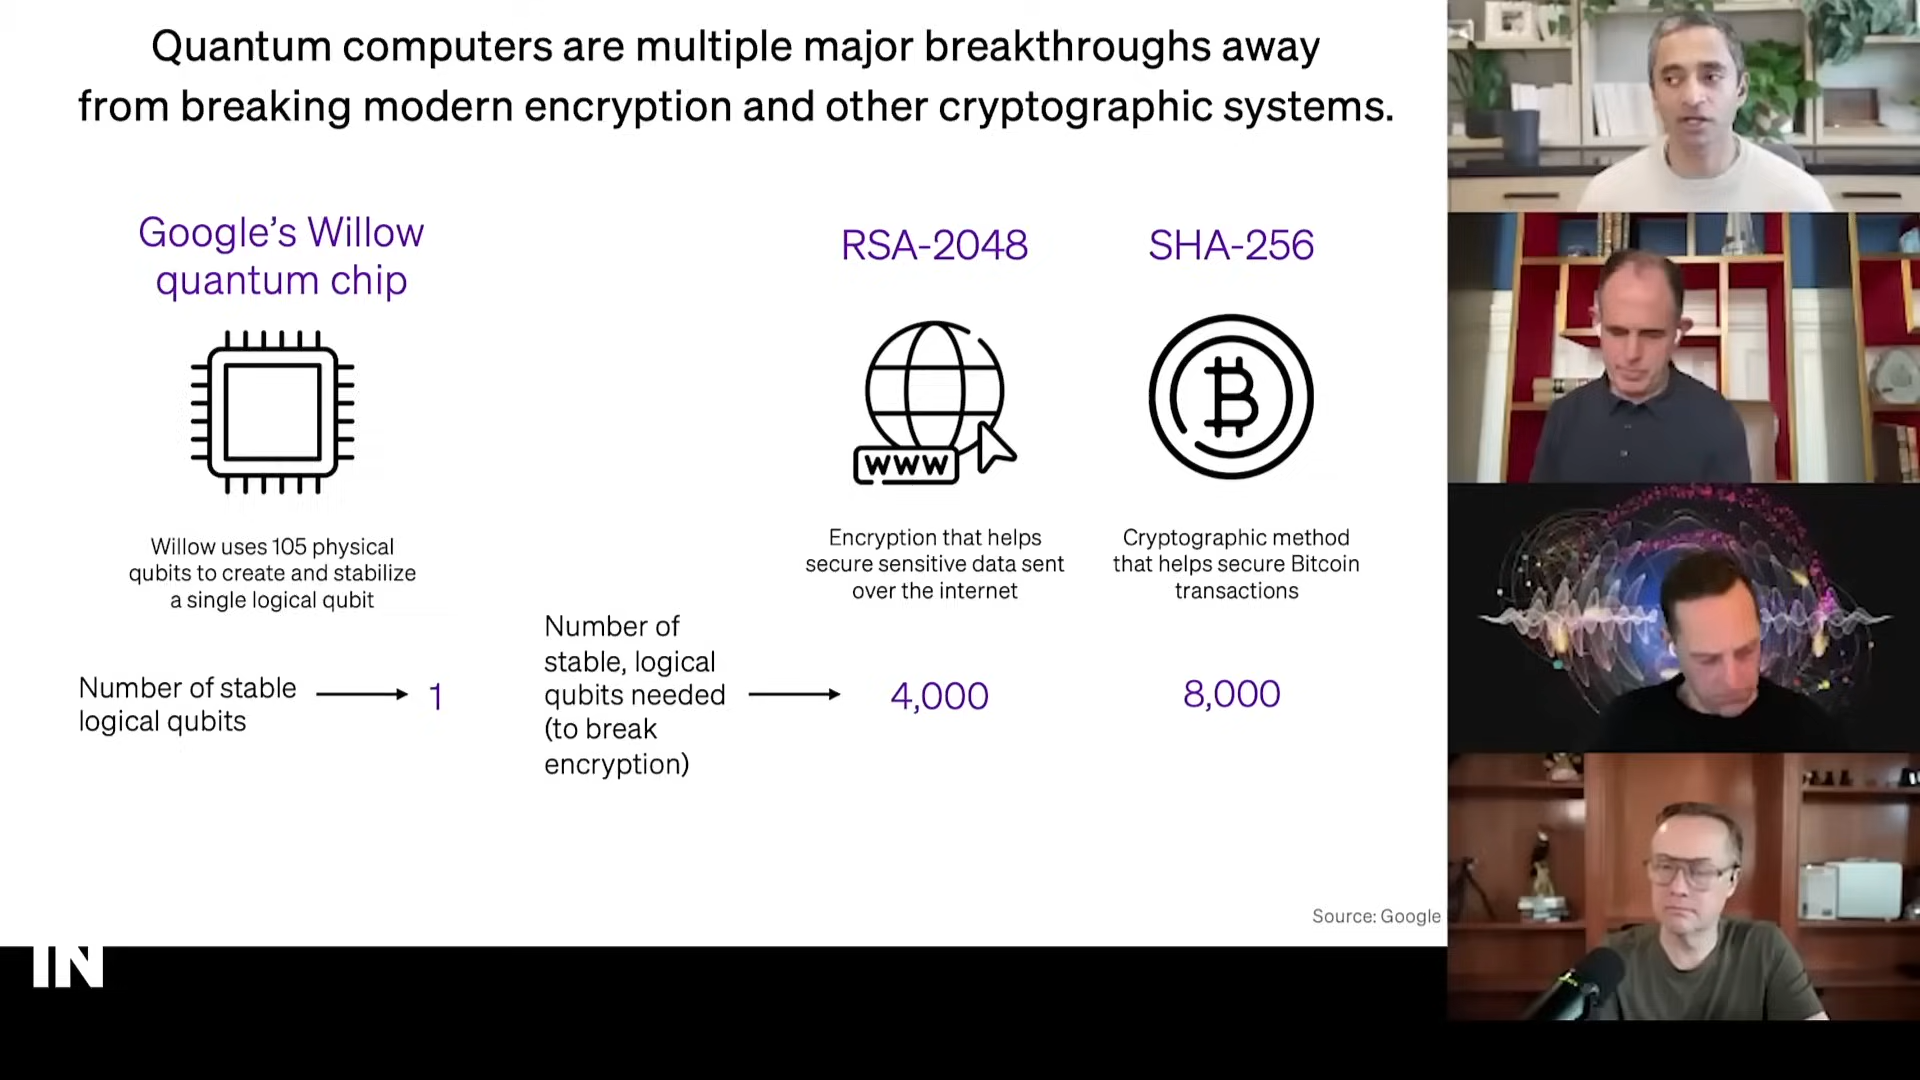 Quantum computers are multiple major breakthroughs away
from breaking modern encryption and other cryptographic systems.
Google's Willow
quantum chip
Willow uses 105 physical
qubits to create and stabilize
a single logical qubit
Number of stable
logical qubits
1
Number of
stable, logical
qubits needed
(to break
encryption)
RSA-2048
WWW
Encryption that helps
secure sensitive data sent
over the internet
4,000
SHA-256
₿
Cryptographic method
that helps secure Bitcoin
transactions
8,000
Source: Google
IN